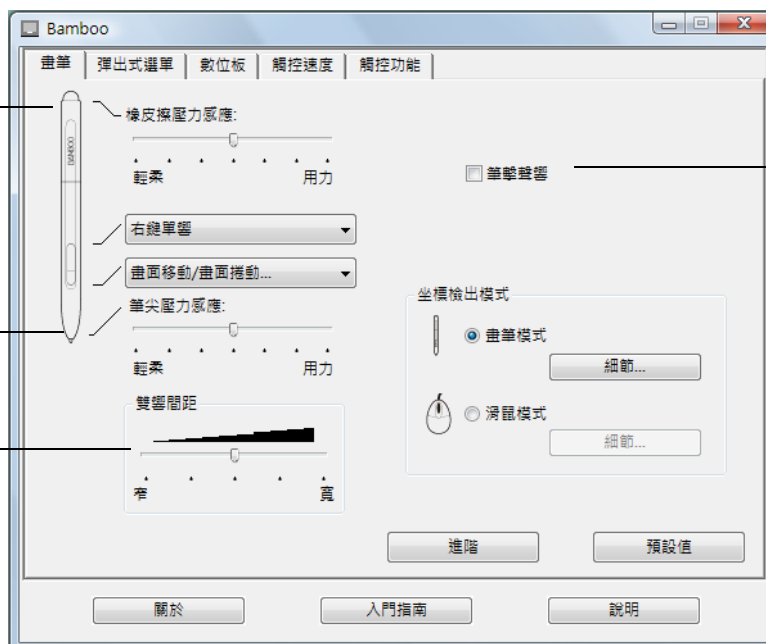 Bamboo
畫筆 彈出式選單 數位板 觸控速度 觸控功能
橡皮擦壓力感應:
輕柔 用力
筆擊聲響
BAMBOO
右鍵單響
畫面移動/畫面捲動...
筆尖壓力感應:
輕柔 用力
雙響間距
窄 寬
坐標檢出模式
畫筆模式
細節...
滑鼠模式
細節...
進階 預設值
關於 入門指南 說明